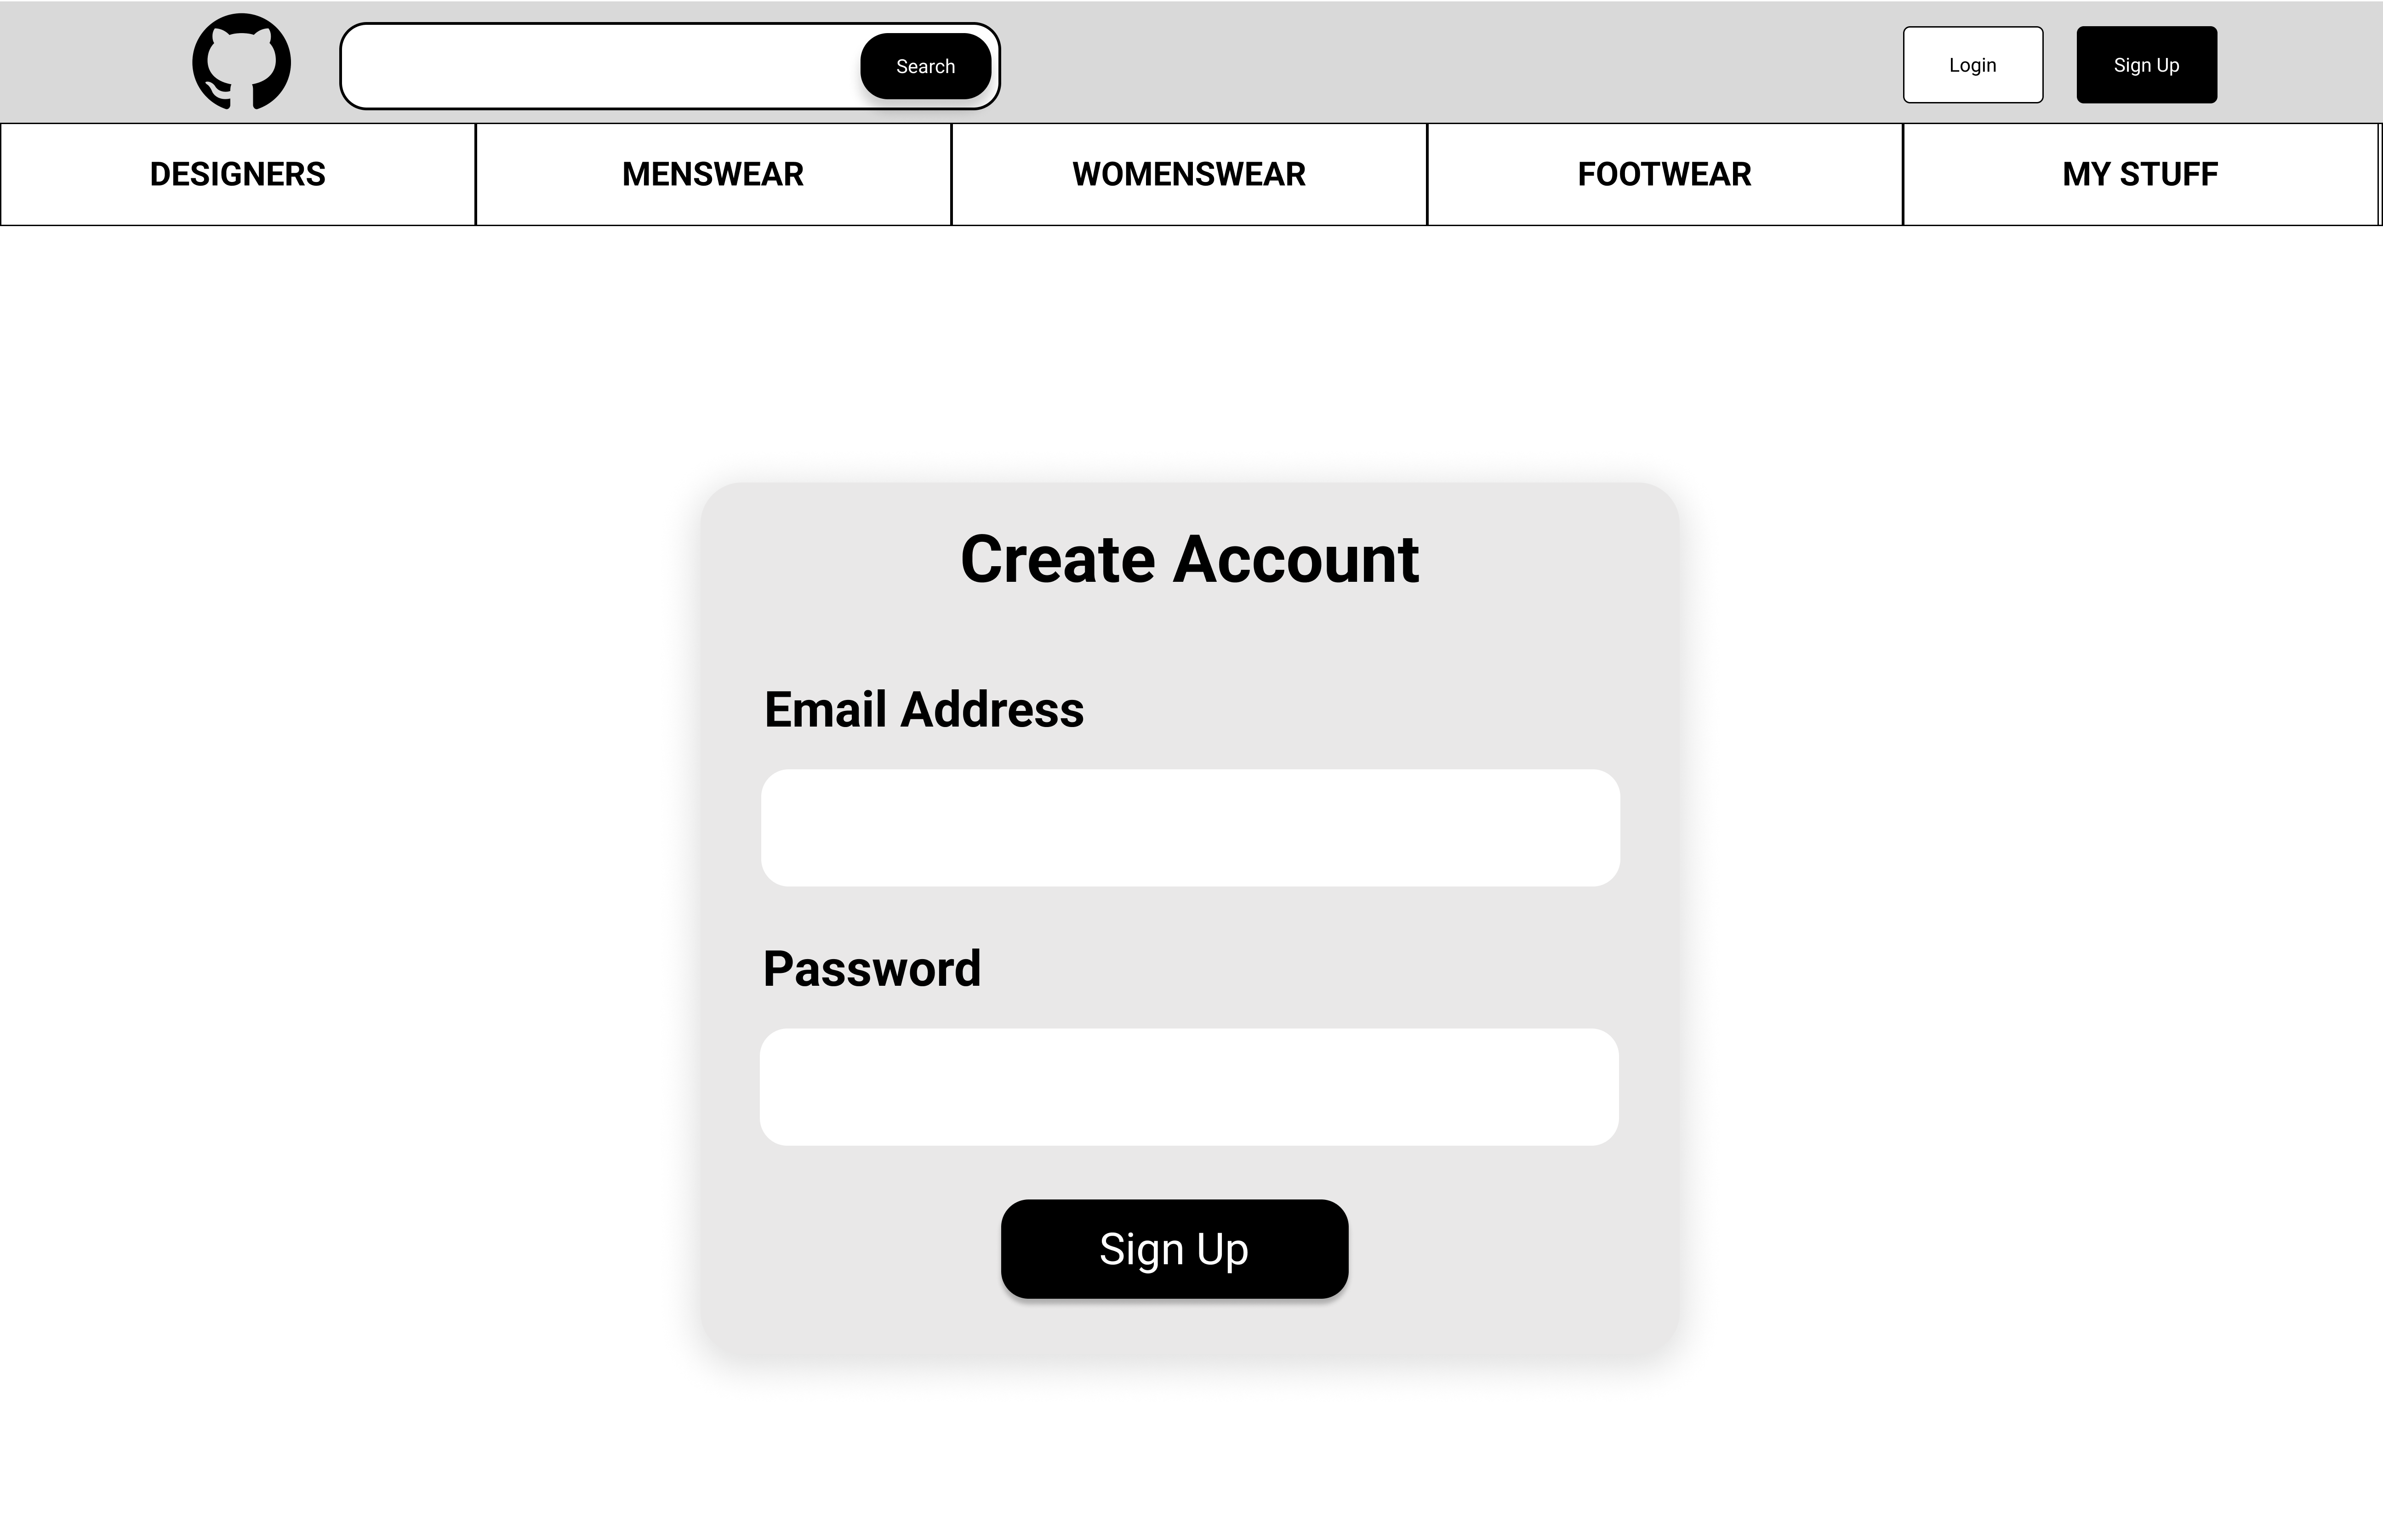 Search
Login
Sign Up
DESIGNERS
MENSWEAR
WOMENSWEAR
FOOTWEAR
MY STUFF
Create Account
Email Address
Password
Sign Up